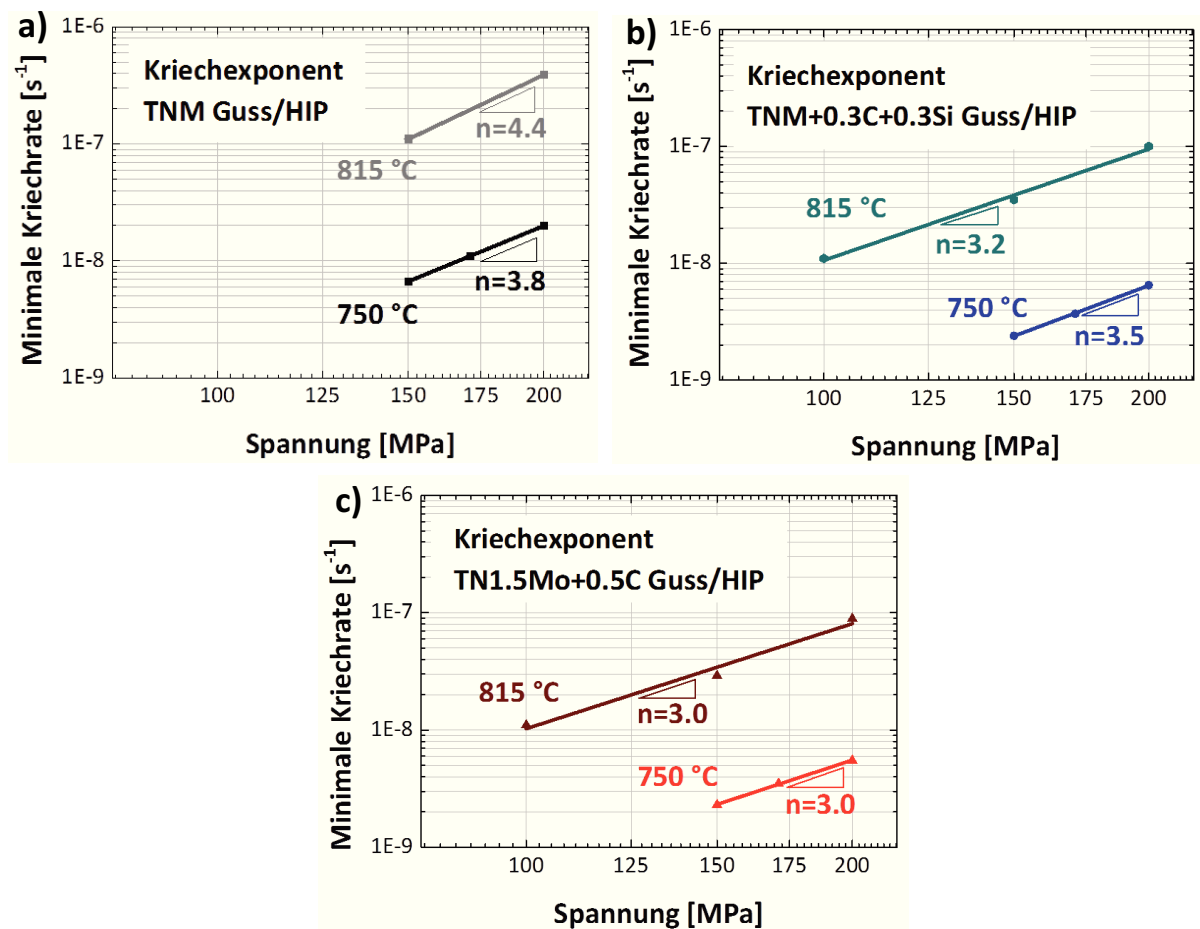 a)
Kriechexponent
TNM Guss/HIP
Minimale Kriechrate [s⁻¹]
1E-6
1E-7
1E-8
1E-9
n=4.4
815 °C
n=3.8
750 °C
100 125 150 175 200
Spannung [MPa]
b)
Kriechexponent
TNM+0.3C+0.3Si Guss/HIP
Minimale Kriechrate [s⁻¹]
1E-6
1E-7
1E-8
1E-9
815 °C
n=3.2
750 °C
n=3.5
100 125 150 175 200
Spannung [MPa]
c)
Kriechexponent
TN1.5Mo+0.5C Guss/HIP
Minimale Kriechrate [s⁻¹]
1E-6
1E-7
1E-8
1E-9
815 °C
n=3.0
750 °C
n=3.0
100 125 150 175 200
Spannung [MPa]